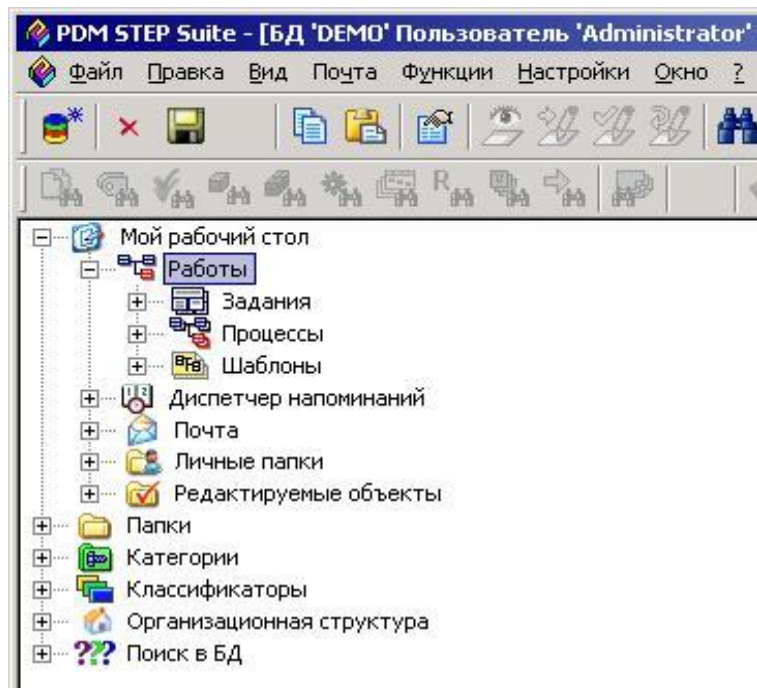 PDM STEP Suite - [БД 'DEMO' Пользователь 'Administrator'
Файл Правка Вид Почта Функции Настройки Окно ?
Мой рабочий стол
Работы
Задания
Процессы
Шаблоны
Диспетчер напоминаний
Почта
Личные папки
Редактируемые объекты
Папки
Категории
Классификаторы
Организационная структура
??? Поиск в БД